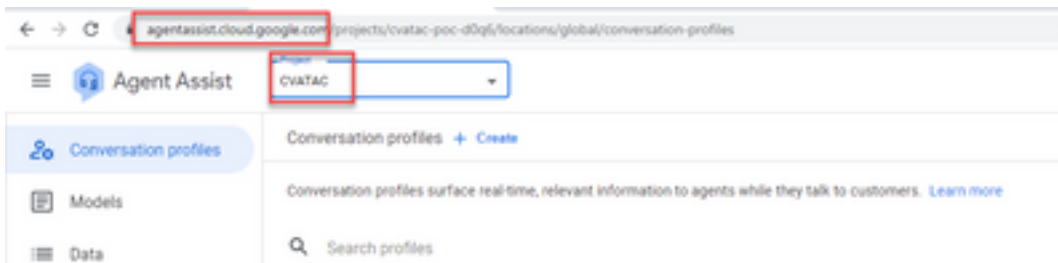 agentassist.cloud.google.com/projects/cvatac-poc-d0q6/locations/global/conversation-profiles
Agent Assist
Project
CVATAC
Conversation profiles
Models
Data
Conversation profiles + Create
Conversation profiles surface real-time, relevant information to agents while they talk to customers. Learn more
Search profiles